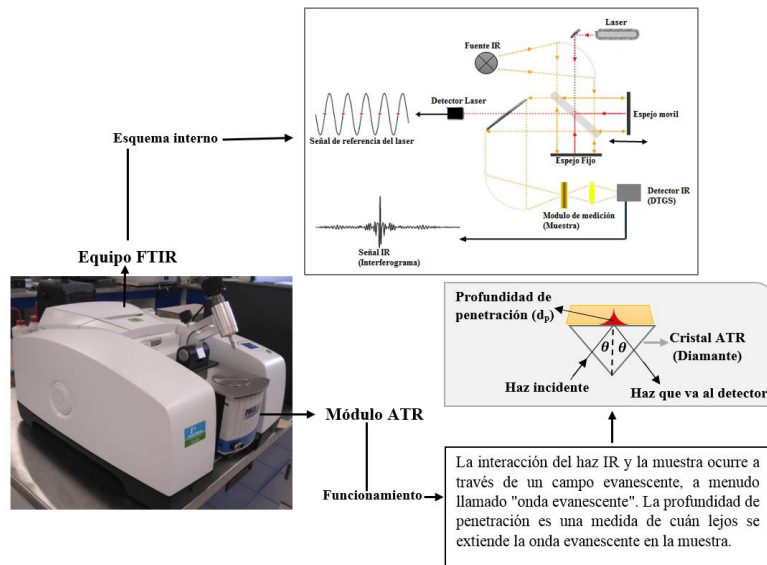 Laser
Fuente IR
Detector Laser
Espejo movil
Esquema interno
Señal de referencia del laser
Espejo Fijo
Detector IR
(DTGS)
Modulo de medición
(Muestra)
Señal IR
(Interferograma)
Equipo FTIR
Profundidad de
penetración (dp)
Cristal ATR
(Diamante)
θ θ
Haz incidente
Haz que va al detector
Módulo ATR
Funcionamiento
La interacción del haz IR y la muestra ocurre a
través de un campo evanescente, a menudo
llamado "onda evanescente". La profundidad de
penetración es una medida de cuán lejos se
extiende la onda evanescente en la muestra.